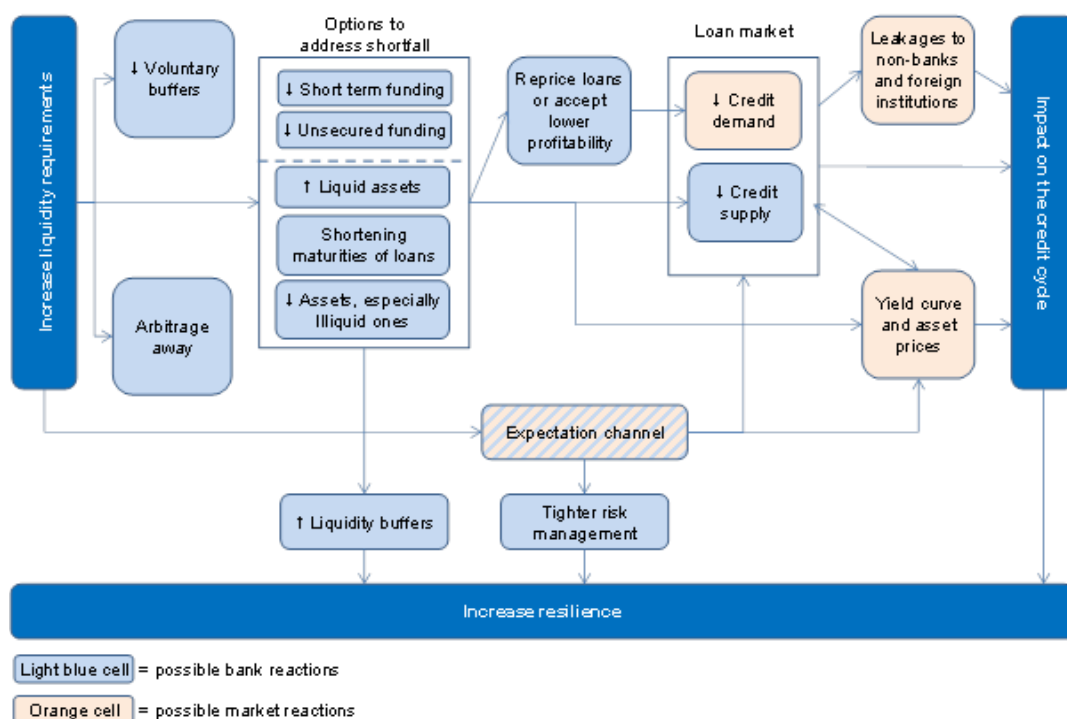 Increase liquidity requirements
↓ Voluntary
buffers
Arbitrage
away
Options to
address shortfall
↓ Short term funding
↓ Unsecured funding
↑ Liquid assets
Shortening
maturities of loans
↓ Assets, especially
Illiquid ones
Reprice loans
or accept
lower
profitability
Loan market
↓ Credit
demand
↓ Credit
supply
Leakages to
non-banks
and foreign
institutions
Yield curve
and asset
prices
Impact on the credit cycle
Expectation channel
↑ Liquidity buffers
Tighter risk
management
Increase resilience
Light blue cell = possible bank reactions
Orange cell = possible market reactions